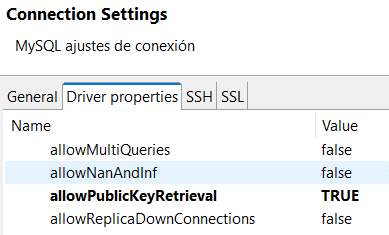 Connection Settings
MySQL ajustes de conexión
General Driver properties SSH SSL
Name Value
allowMultiQueries false
allowNanAndInf false
allowPublicKeyRetrieval TRUE
allowReplicaDownConnections false